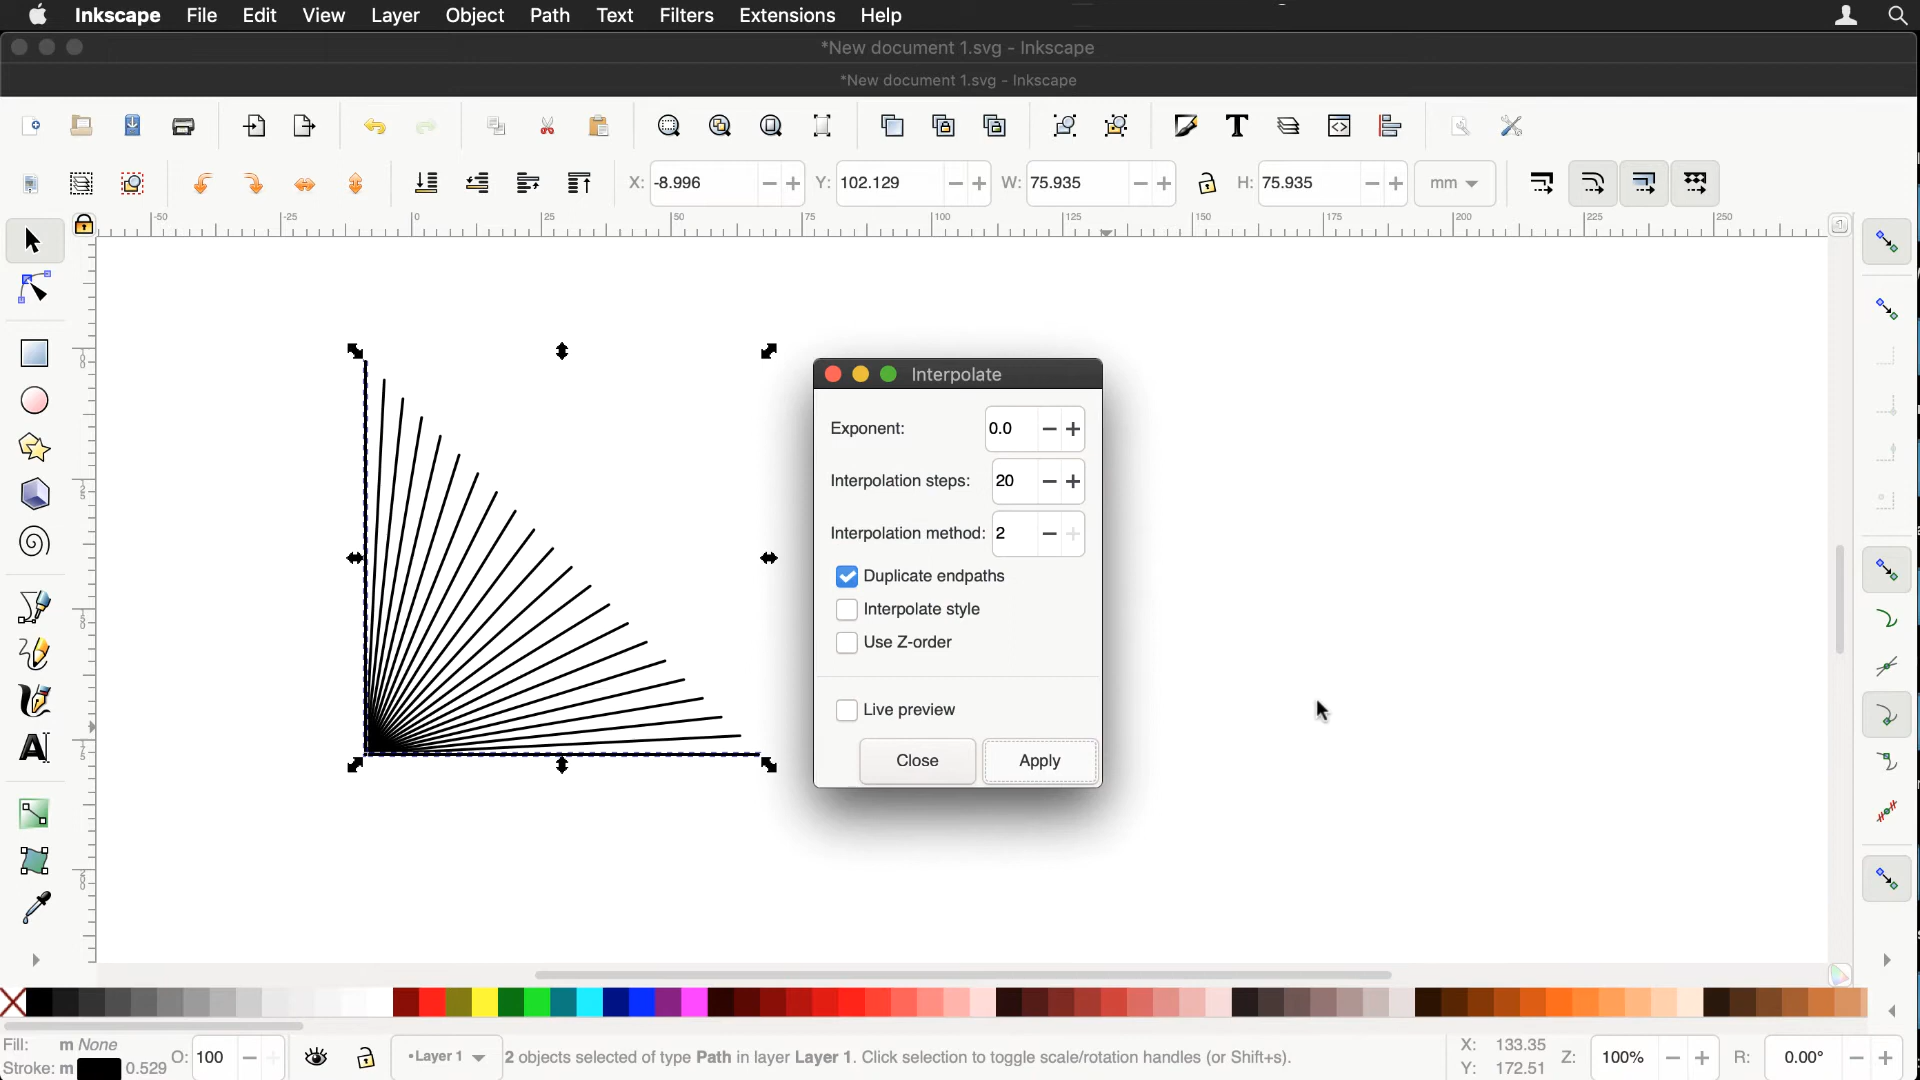 Inkscape File Edit View Layer Object Path Text Filters Extensions Help
*New document 1.svg - Inkscape
*New document 1.svg - Inkscape
X: -8.996 Y: 102.129 W: 75.935 H: 75.935 mm
-50 -25 0 25 50 75 100 125 150 175 200 225 250
Interpolate
Exponent: 0.0
Interpolation steps: 20
Interpolation method: 2
Duplicate endpaths
Interpolate style
Use Z-order
Live preview
Close Apply
Fill: m None
Stroke: m 0.529 O: 100 •Layer 1 2 objects selected of type Path in layer Layer 1. Click selection to toggle scale/rotation handles (or Shift+s).
X: 133.35
Y: 172.51 Z: 100% R: 0.00°